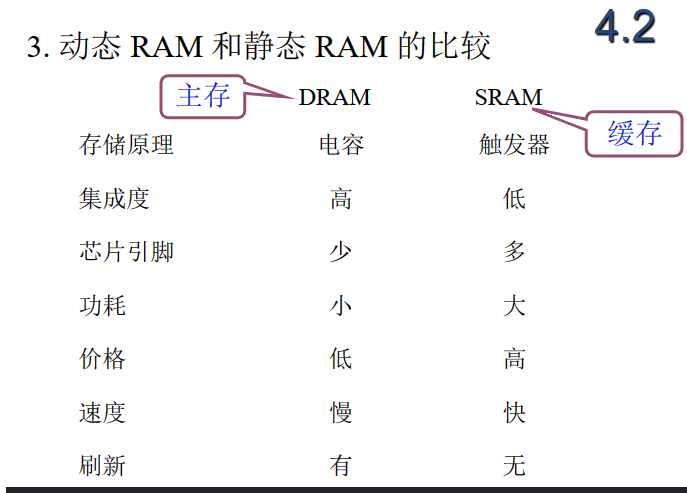 4.2
3. 动态 RAM 和静态 RAM 的比较
主存 DRAM SRAM
缓存
存储原理 电容 触发器
集成度 高 低
芯片引脚 少 多
功耗 小 大
价格 低 高
速度 慢 快
刷新 有 无